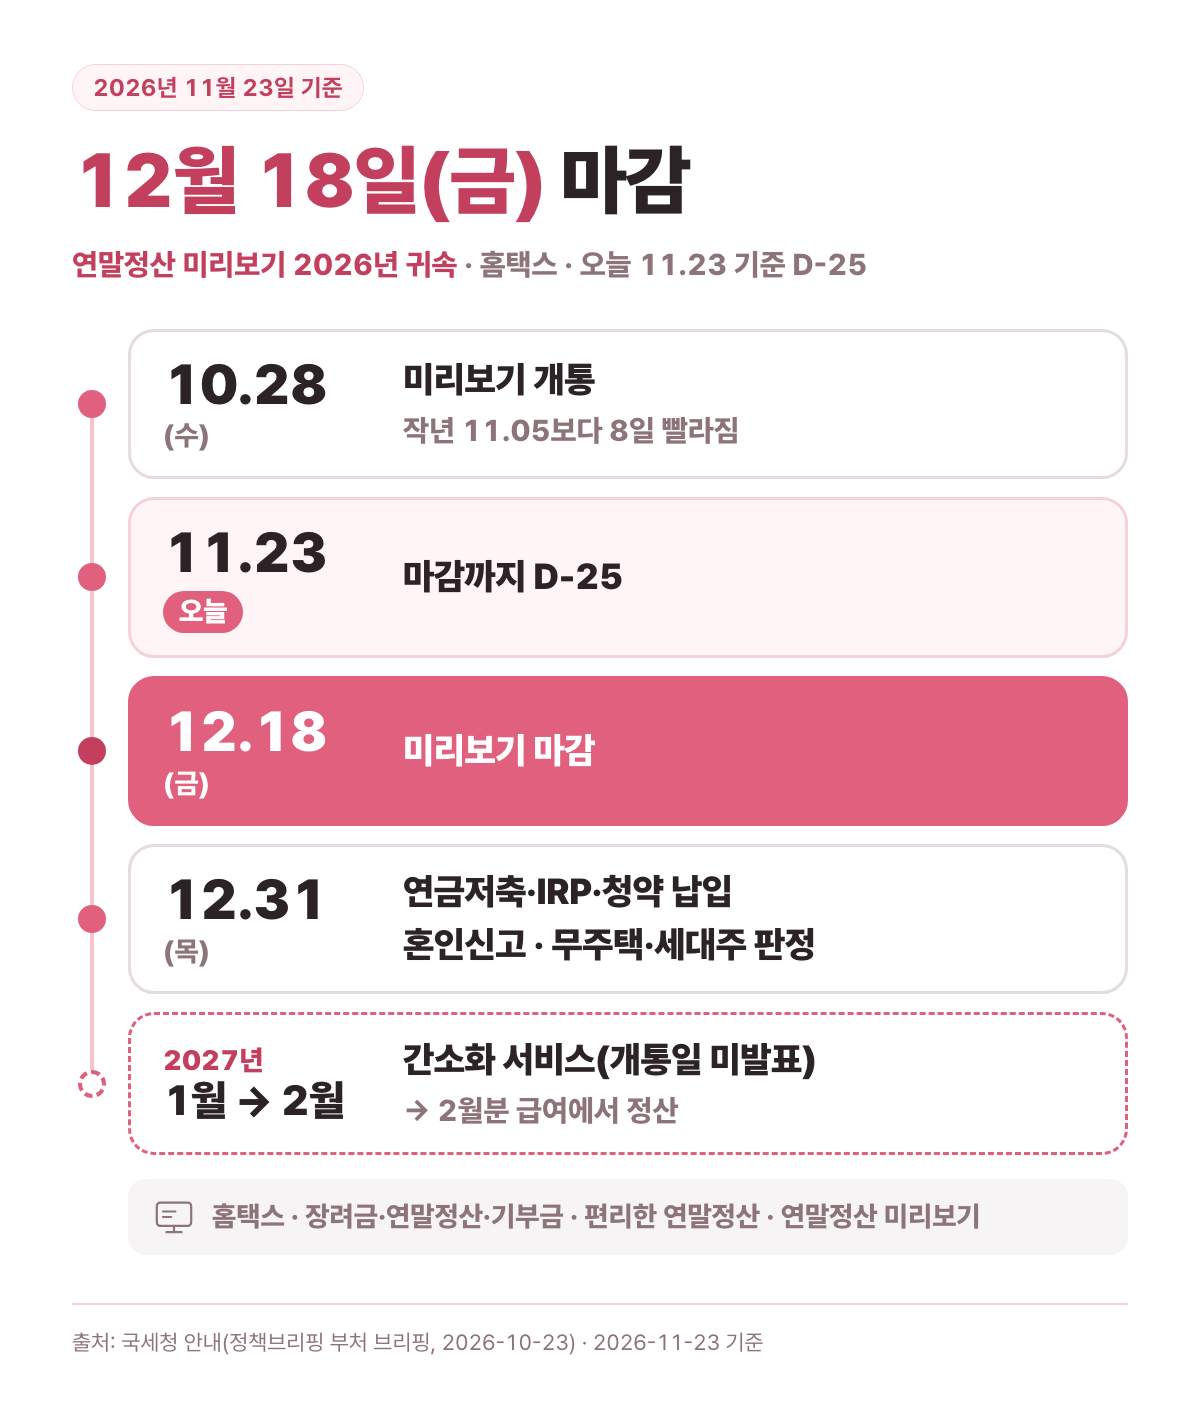 2026년 11월 23일 기준
12월 18일(금) 마감
연말정산 미리보기 2026년 귀속 · 홈택스 · 오늘 11.23 기준 D-25
10.28
(수)
미리보기 개통
작년 11.05보다 8일 빨라짐
11.23
오늘
마감까지 D-25
12.18
(금)
미리보기 마감
12.31
(목)
연금저축·IRP·청약 납입
혼인신고 · 무주택·세대주 판정
2027년
1월 → 2월
간소화 서비스(개통일 미발표)
→ 2월분 급여에서 정산
홈택스 · 장려금·연말정산·기부금 · 편리한 연말정산 · 연말정산 미리보기
출처: 국세청 안내(정책브리핑 부처 브리핑, 2026-10-23) · 2026-11-23 기준